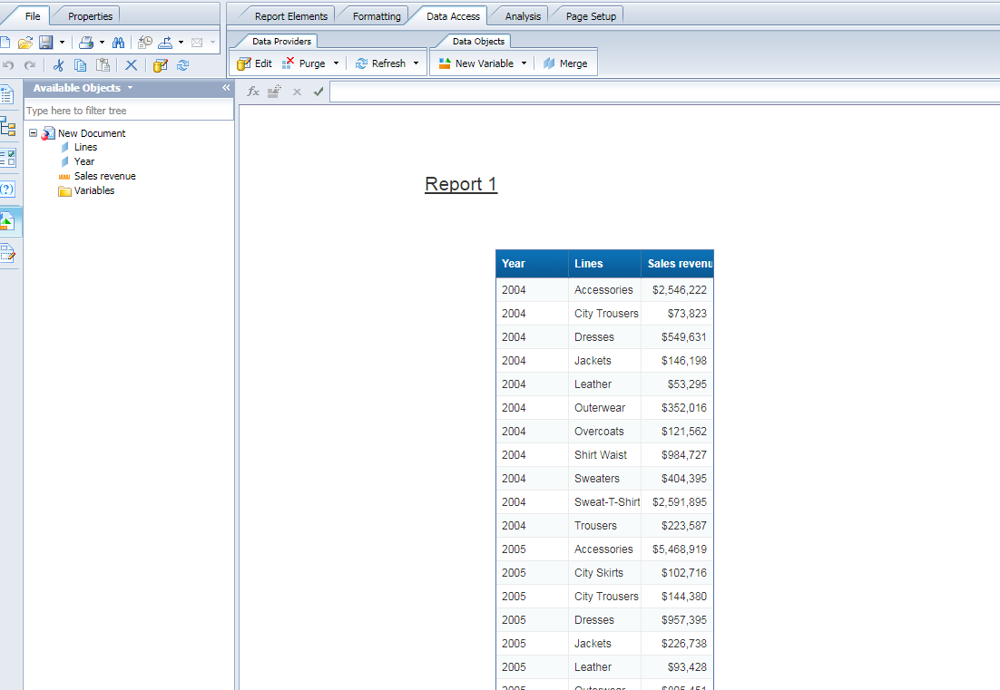 File Properties Report Elements Formatting Data Access Analysis Page Setup
Data Providers Data Objects
Edit Purge Refresh New Variable Merge
Available Objects
Type here to filter tree
New Document
Lines
Year
Sales revenue
Variables
Report 1
Year Lines Sales revenu
2004 Accessories $2,546,222
2004 City Trousers $73,823
2004 Dresses $549,631
2004 Jackets $146,198
2004 Leather $53,295
2004 Outerwear $352,016
2004 Overcoats $121,562
2004 Shirt Waist $984,727
2004 Sweaters $404,395
2004 Sweat-T-Shirt $2,591,895
2004 Trousers $223,587
2005 Accessories $5,468,919
2005 City Skirts $102,716
2005 City Trousers $144,380
2005 Dresses $957,395
2005 Jackets $226,738
2005 Leather $93,428
2005 Outerwear